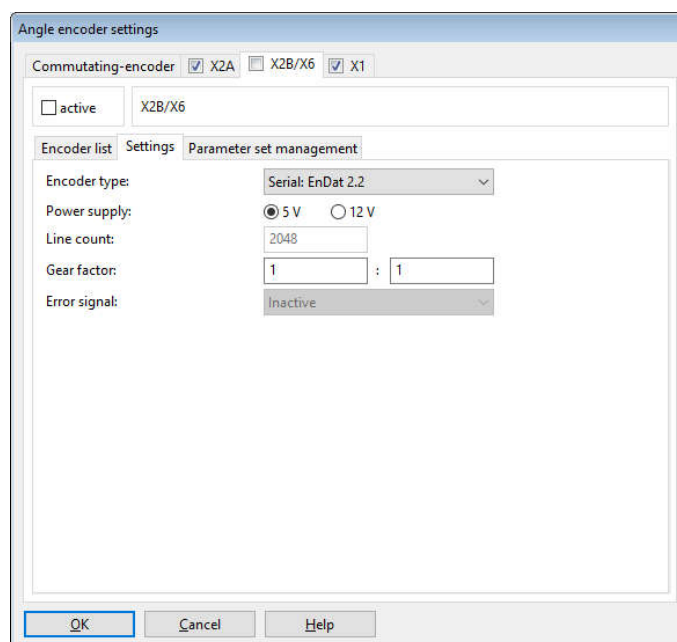 Angle encoder settings
Commutating-encoder X2A X2B/X6 X1
active X2B/X6
Encoder list Settings Parameter set management
Encoder type: Serial: EnDat 2.2
Power supply: 5 V 12 V
Line count: 2048
Gear factor: 1 : 1
Error signal: Inactive
OK Cancel Help